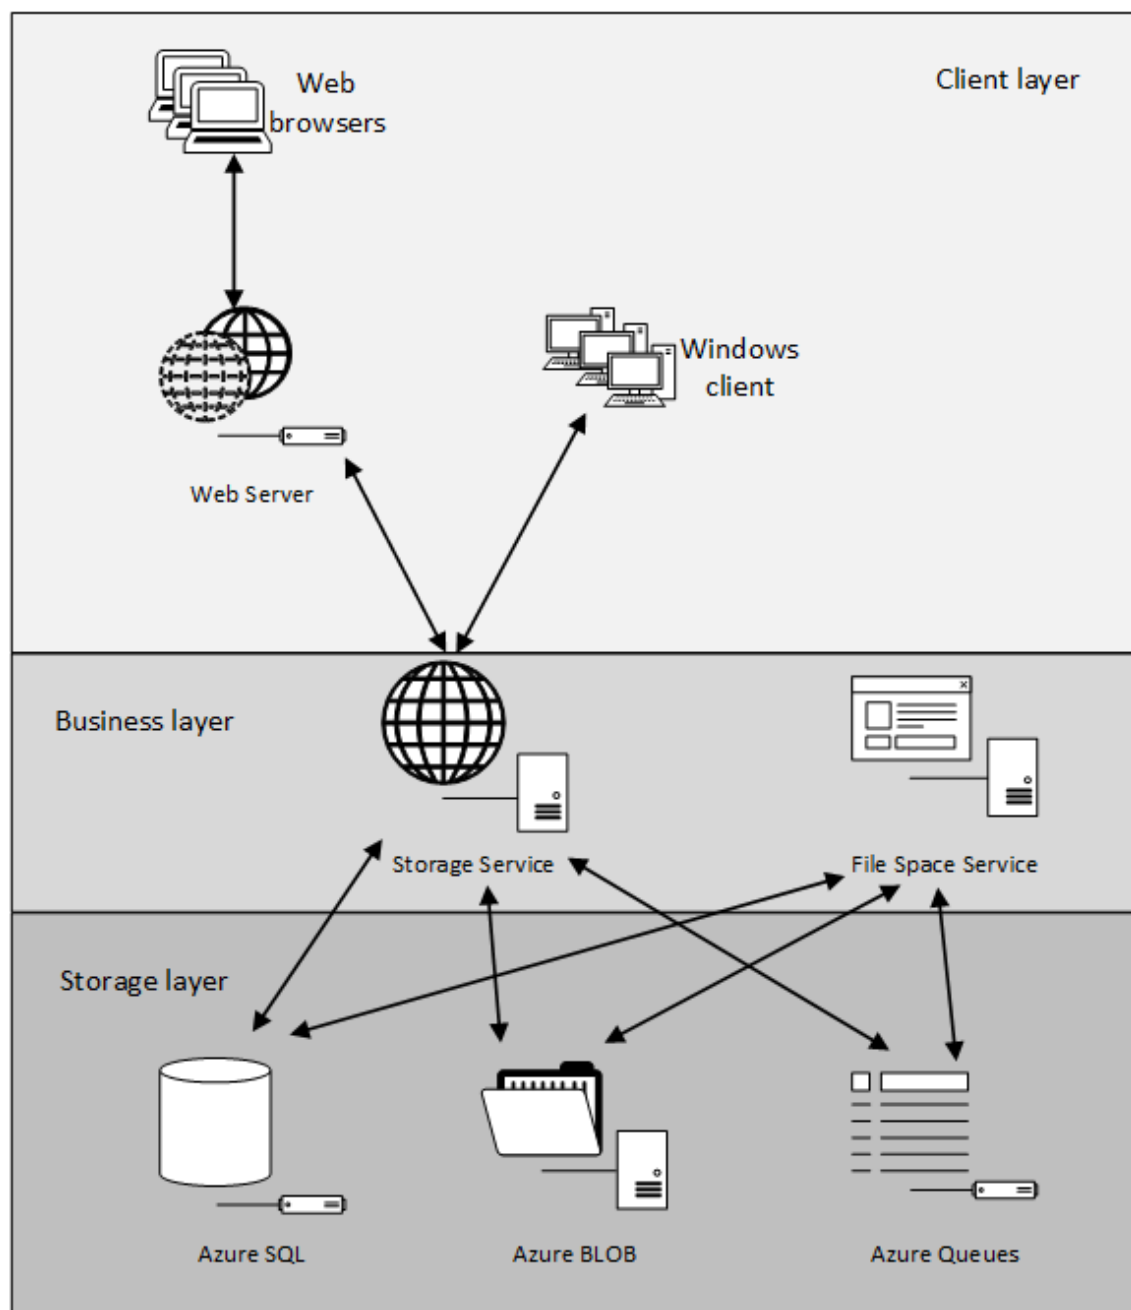 Web
browsers
Client layer
Windows
client
Web Server
Business layer
Storage Service
File Space Service
Storage layer
Azure SQL
Azure BLOB
Azure Queues